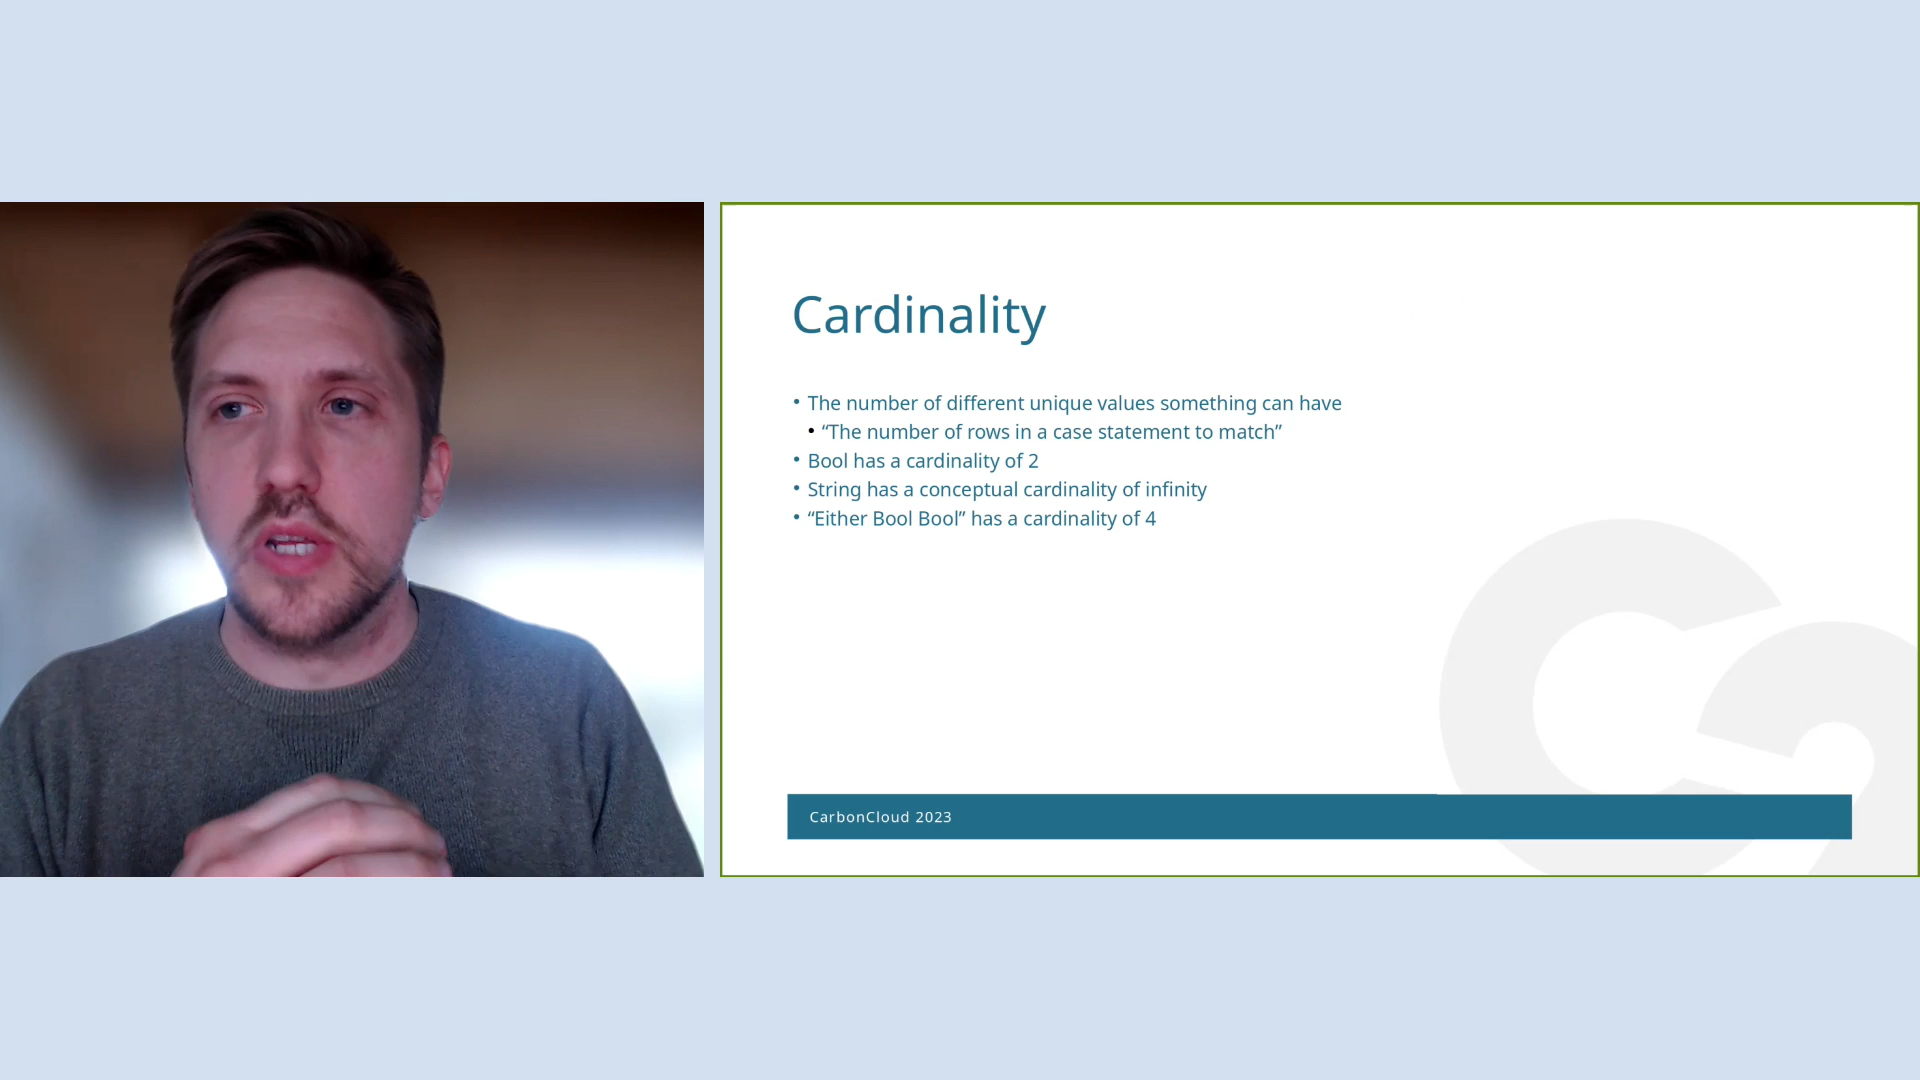 Cardinality
• The number of different unique values something can have
• “The number of rows in a case statement to match”
• Bool has a cardinality of 2
• String has a conceptual cardinality of infinity
• “Either Bool Bool” has a cardinality of 4
CarbonCloud 2023